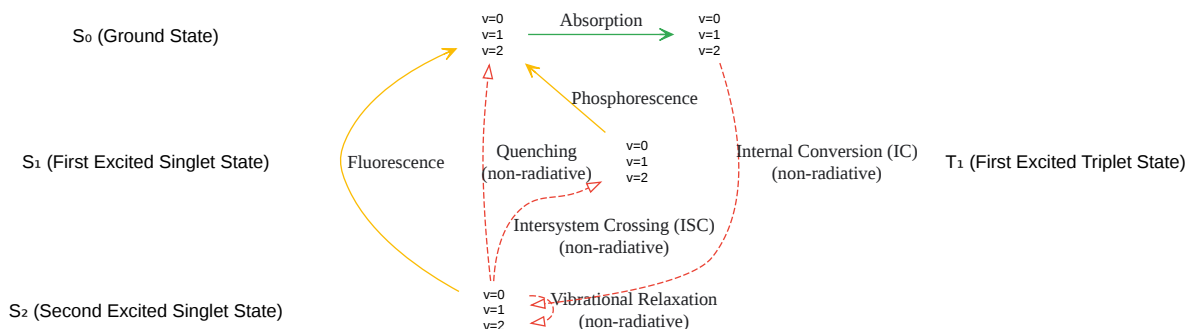 S₀ (Ground State)
v=0
v=1
v=2
Absorption
v=0
v=1
v=2
Phosphorescence
S₁ (First Excited Singlet State)
Fluorescence
Quenching
(non-radiative)
v=0
v=1
v=2
Internal Conversion (IC)
(non-radiative)
T₁ (First Excited Triplet State)
Intersystem Crossing (ISC)
(non-radiative)
S₂ (Second Excited Singlet State)
v=0
v=1
v=2
Vibrational Relaxation
(non-radiative)